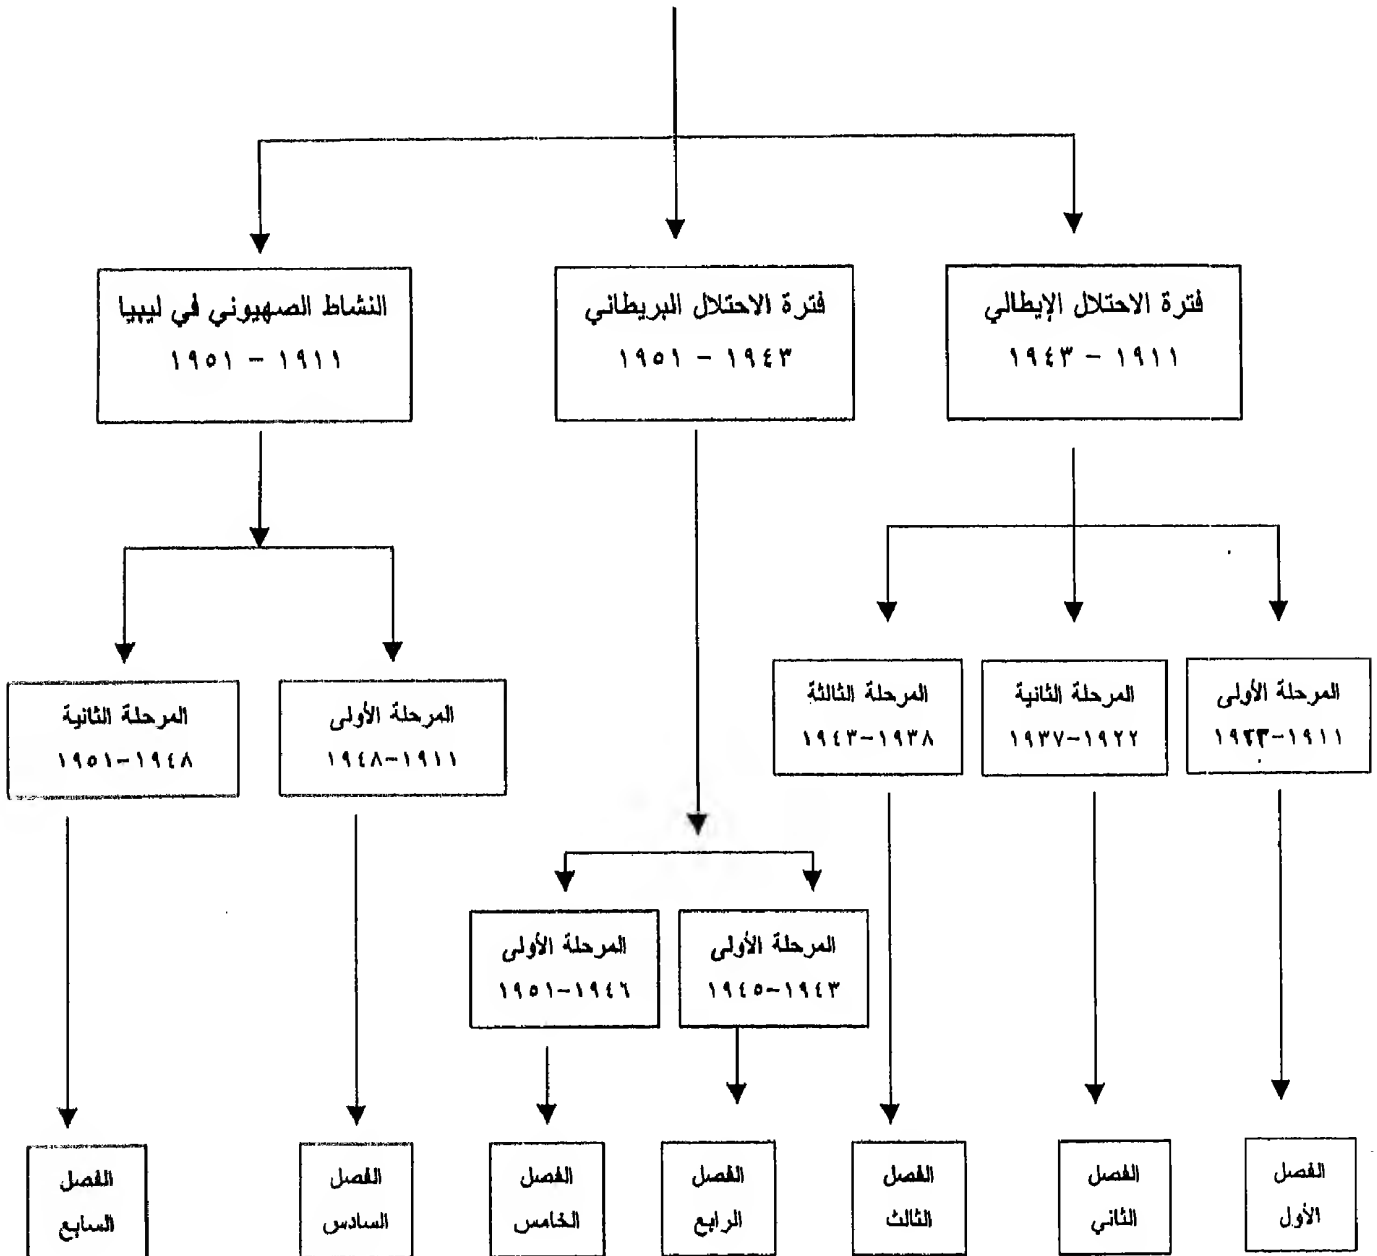 فترة الاحتلال الإيطالي
١٩١١ – ١٩٤٣
فترة الاحتلال البريطاني
١٩٤٣ – ١٩٥١
النشاط الصهيوني في ليبيا
١٩١١ – ١٩٥١
المرحلة الأولى
المرحلة الثانية
١٩٢٢-١٩٣٧
المرحلة الثالثة
١٩٣٨-١٩٤٣
المرحلة الأولى
١٩١١-١٩٤٨
المرحلة الثانية
١٩٤٨-١٩٥١
المرحلة الأولى
١٩٤٣-١٩٤٥
المرحلة الأولى
١٩٤٦-١٩٥١
الفصل
الأول
الفصل
الثاني
الفصل
الثالث
الفصل
الرابع
الفصل
الخامس
الفصل
السادس
الفصل
السابع